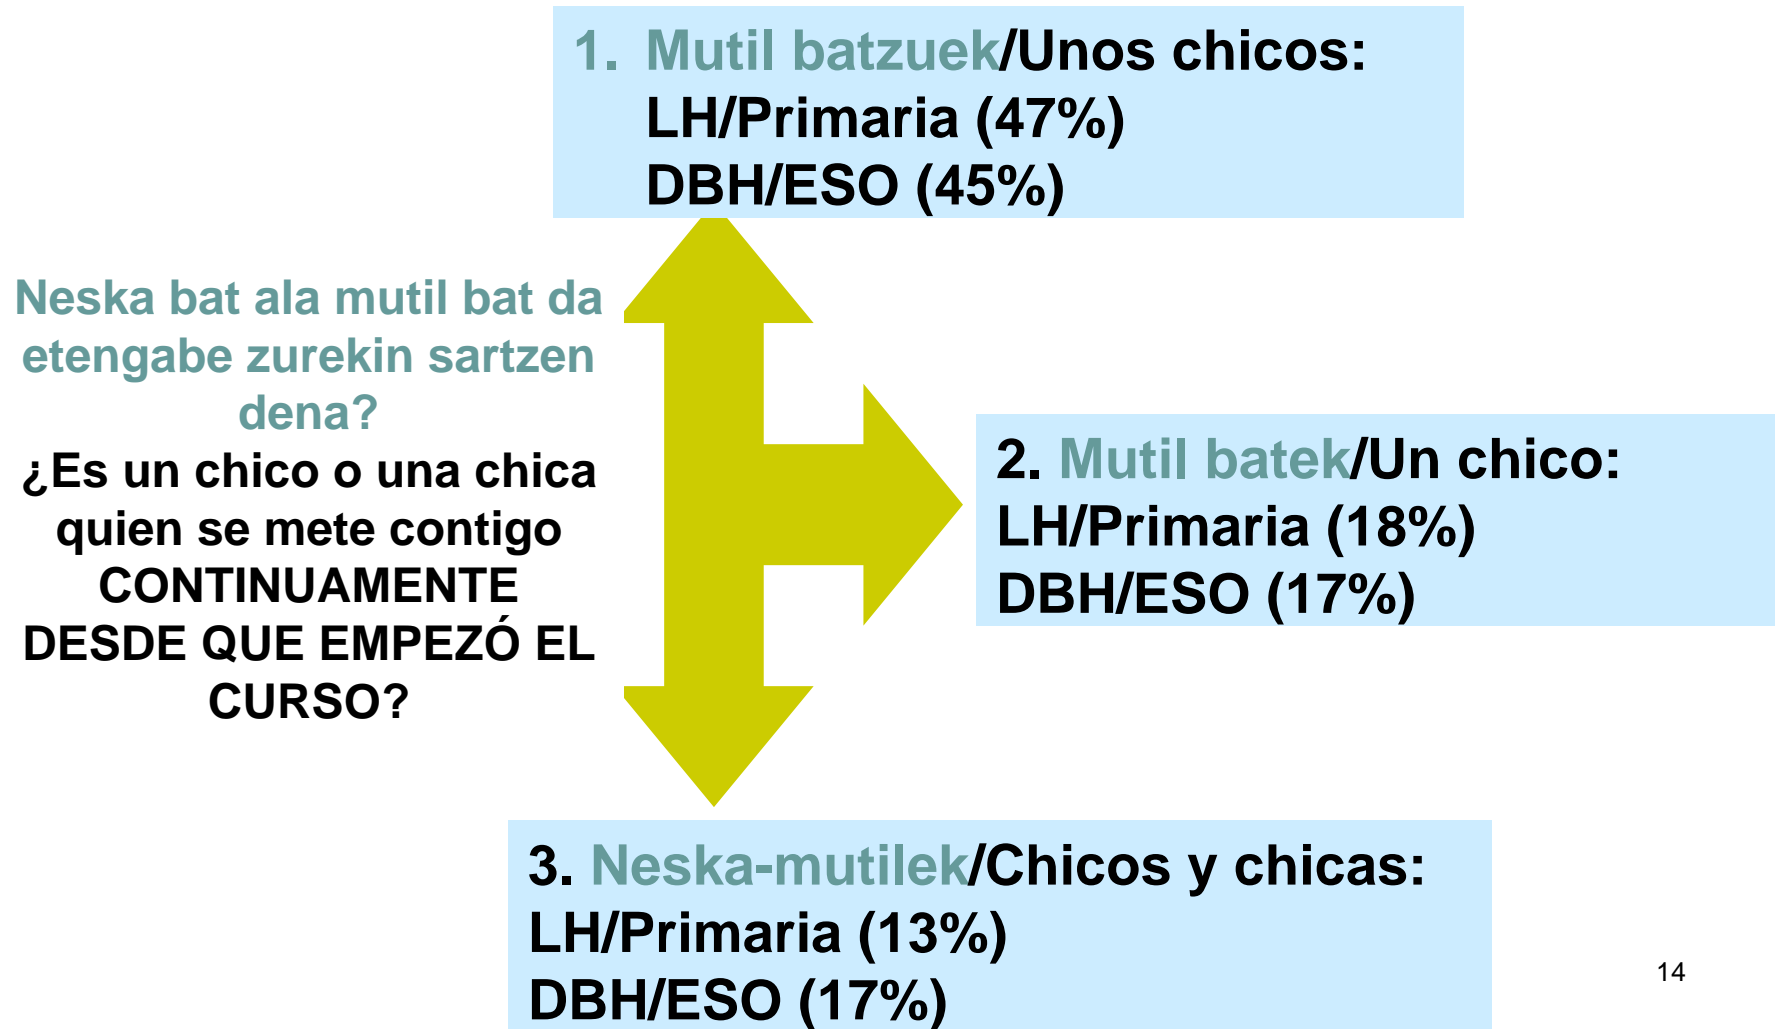 1. Mutil batzuek/Unos chicos:
LH/Primaria (47%)
DBH/ESO (45%)
Neska bat ala mutil bat da
etengabe zurekin sartzen
dena?
¿Es un chico o una chica
quien se mete contigo
CONTINUAMENTE
DESDE QUE EMPEZÓ EL
CURSO?
2. Mutil batek/Un chico:
LH/Primaria (18%)
DBH/ESO (17%)
3. Neska-mutilek/Chicos y chicas:
LH/Primaria (13%)
DBH/ESO (17%)
14